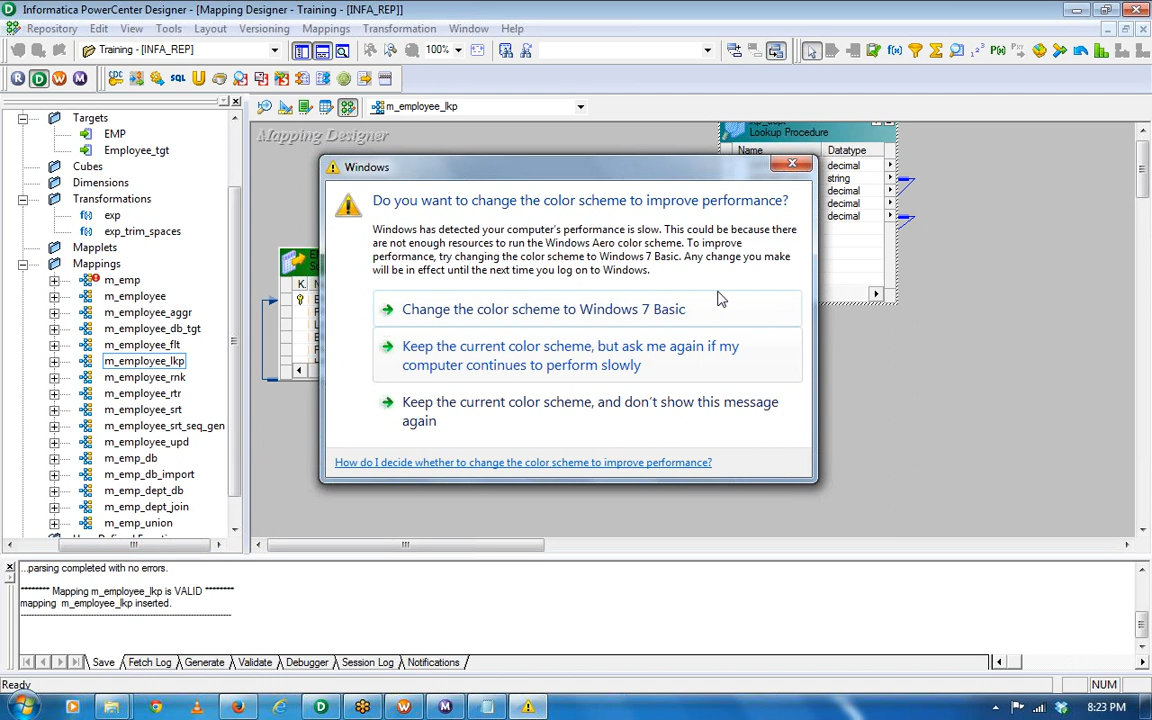 Informatica PowerCenter Designer - [Mapping Designer - Training - [INFA_REP]]
Repository Edit View Tools Layout Versioning Mappings Transformation Window Help
Training - [INFA_REP]
100%
R D W M
SQL
Targets
EMP
Employee_tgt
Cubes
Dimensions
Transformations
exp
exp_trim_spaces
Mapplets
Mappings
m_emp
m_employee
m_employee_aggr
m_employee_db_tgt
m_employee_flt
m_employee_lkp
m_employee_rnk
m_employee_rtr
m_employee_srt
m_employee_srt_seq_gen
m_employee_upd
m_emp_db
m_emp_db_import
m_emp_dept_db
m_emp_dept_join
m_emp_union
m_employee_lkp
Mapping Designer
Lookup Procedure
Name Datatype
decimal
string
decimal
decimal
decimal
K.
Windows
Do you want to change the color scheme to improve performance?
Windows has detected your computer's performance is slow. This could be because there
are not enough resources to run the Windows Aero color scheme. To improve
performance, try changing the color scheme to Windows 7 Basic. Any change you make
will be in effect until the next time you log on to Windows.
Change the color scheme to Windows 7 Basic
Keep the current color scheme, but ask me again if my
computer continues to perform slowly
Keep the current color scheme, and don't show this message
again
How do I decide whether to change the color scheme to improve performance?
...parsing completed with no errors.
******** Mapping m_employee_lkp is VALID ********
mapping m_employee_lkp inserted.
Save Fetch Log Generate Validate Debugger Session Log Notifications
Ready
NUM
8:23 PM